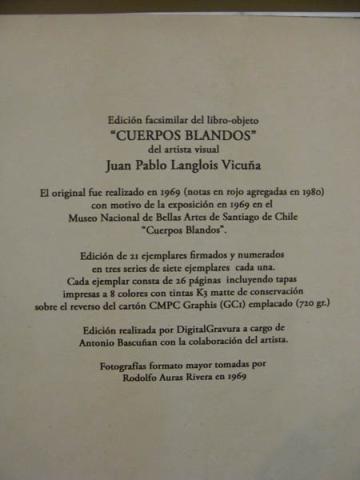 Edición facsimilar del libro-objeto
"CUERPOS BLANDOS"
del artista visual
Juan Pablo Langlois Vicuña
El original fue realizado en 1969 (notas en rojo agregadas en 1980)
con motivo de la exposición en 1969 en el
Museo Nacional de Bellas Artes de Santiago de Chile
"Cuerpos Blandos".
Edición de 21 ejemplares firmados y numerados
en tres series de siete ejemplares cada una.
Cada ejemplar consta de 26 páginas incluyendo tapas
impresas a 8 colores con tintas K3 matte de conservación
sobre el reverso del cartón CMPC Graphis (GC1) emplacado (720 gr.)
Edición realizada por DigitalGravura a cargo de
Antonio Bascuñan con la colaboración del artista.
Fotografías formato mayor tomadas por
Rodolfo Auras Rivera en 1969